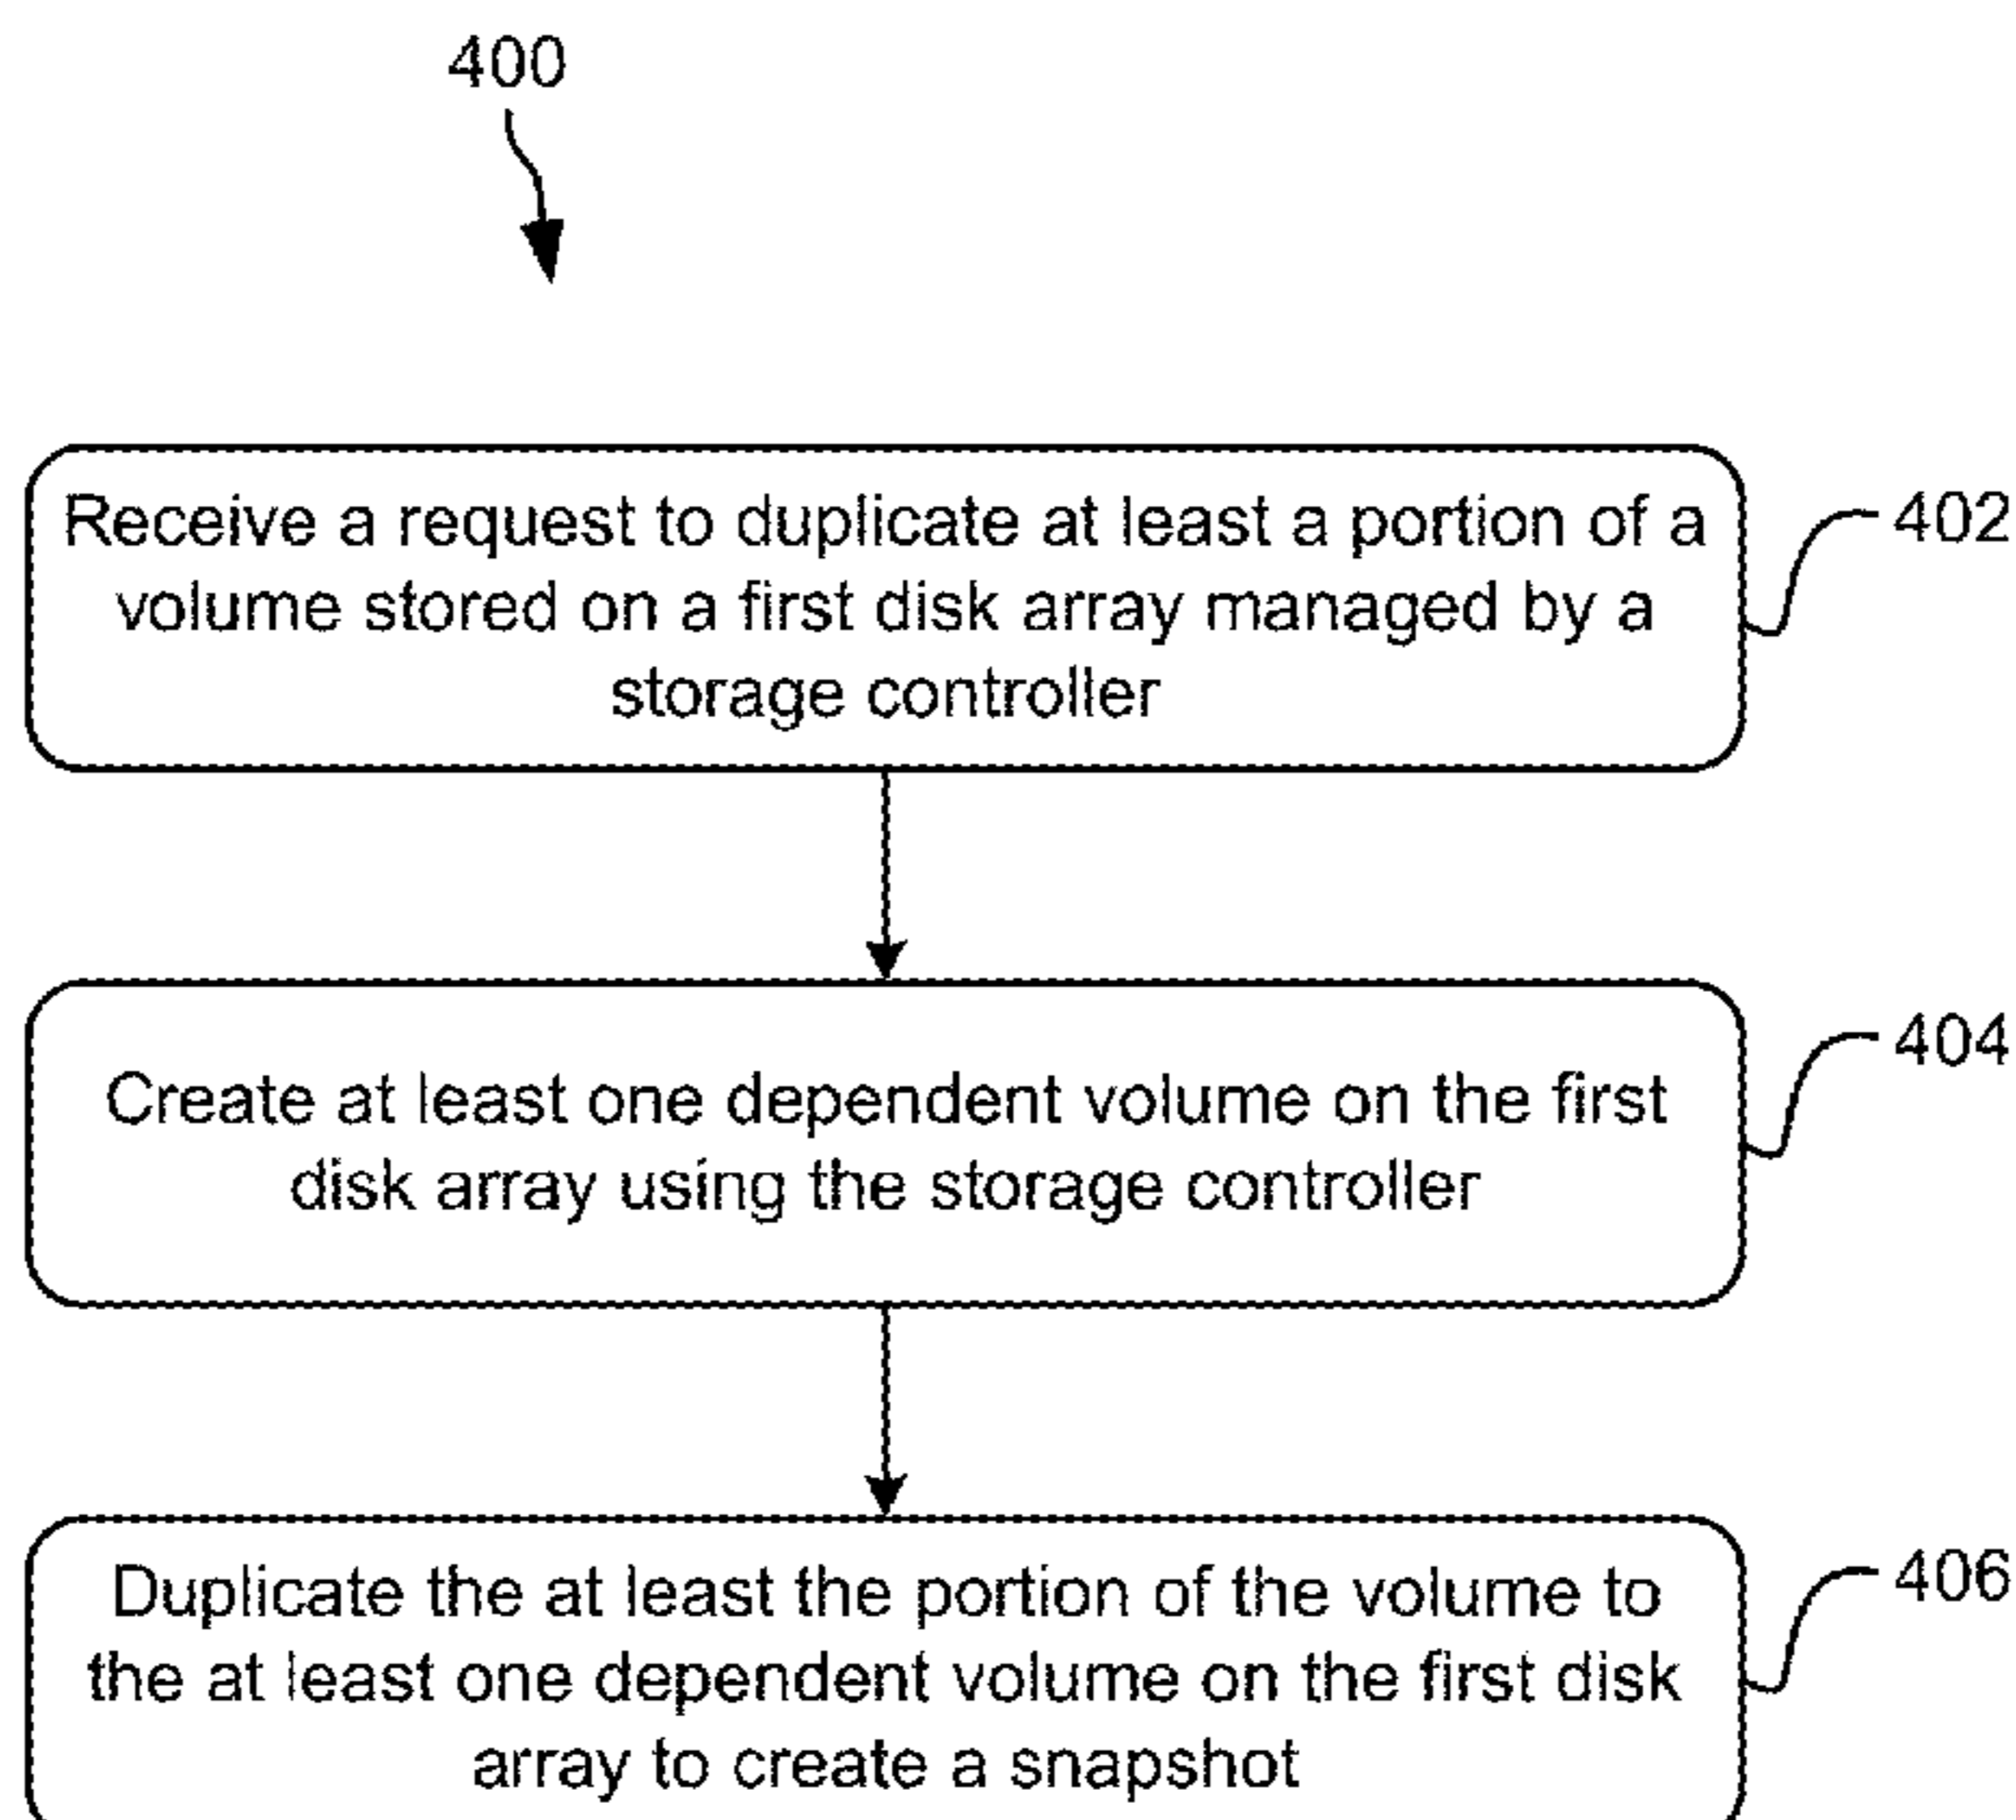 400
Receive a request to duplicate at least a portion of a
volume stored on a first disk array managed by a
storage controller
402
Create at least one dependent volume on the first
disk array using the storage controller
404
Duplicate the at least the portion of the volume to
the at least one dependent volume on the first disk
array to create a snapshot
406